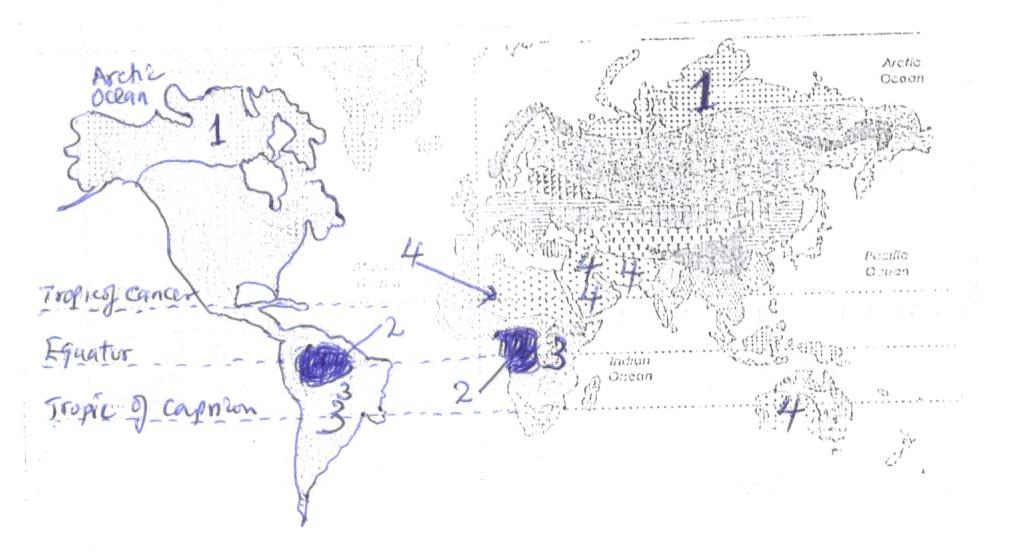 Arctic
Ocean
1
1
Arctic
Ocean
4
4
4
4
Pacific
Ocean
Tropic of Cancer
2
Equator
3
Indian
Ocean
2
3
3
Tropic of Capricon
4